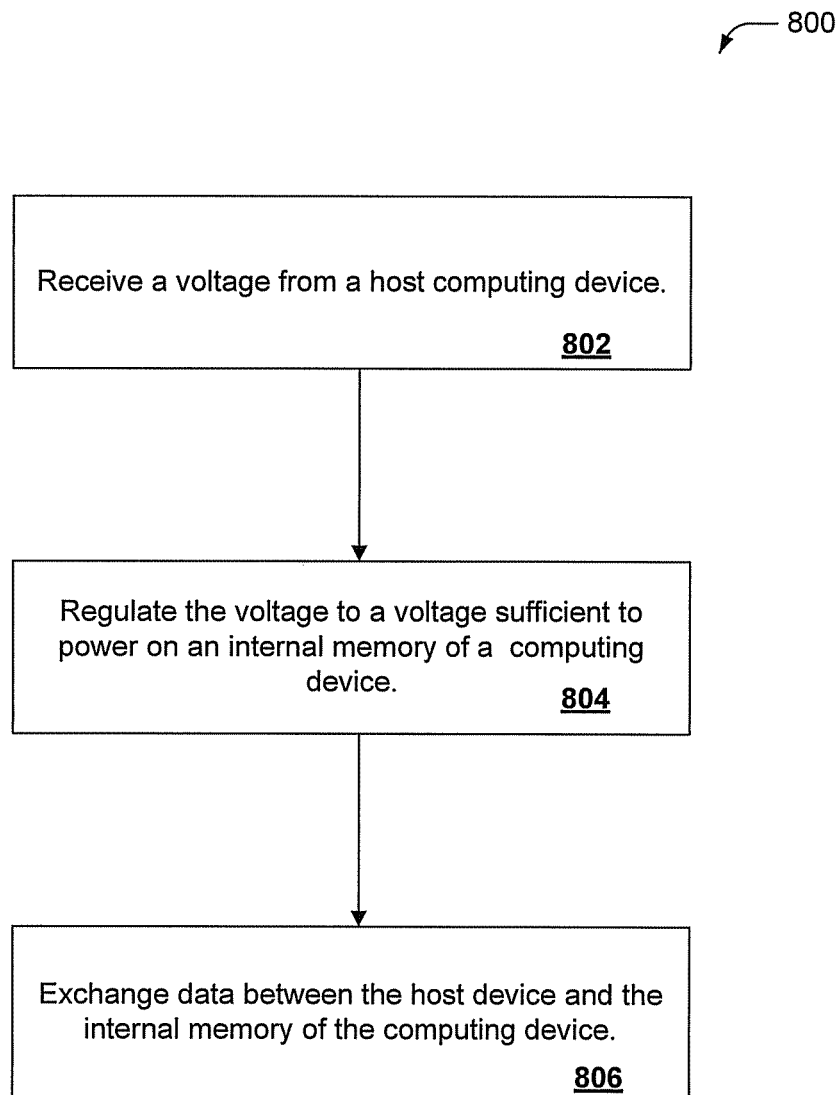 800
Receive a voltage from a host computing device.
802
Regulate the voltage to a voltage sufficient to
power on an internal memory of a computing
device.
804
Exchange data between the host device and the
internal memory of the computing device.
806